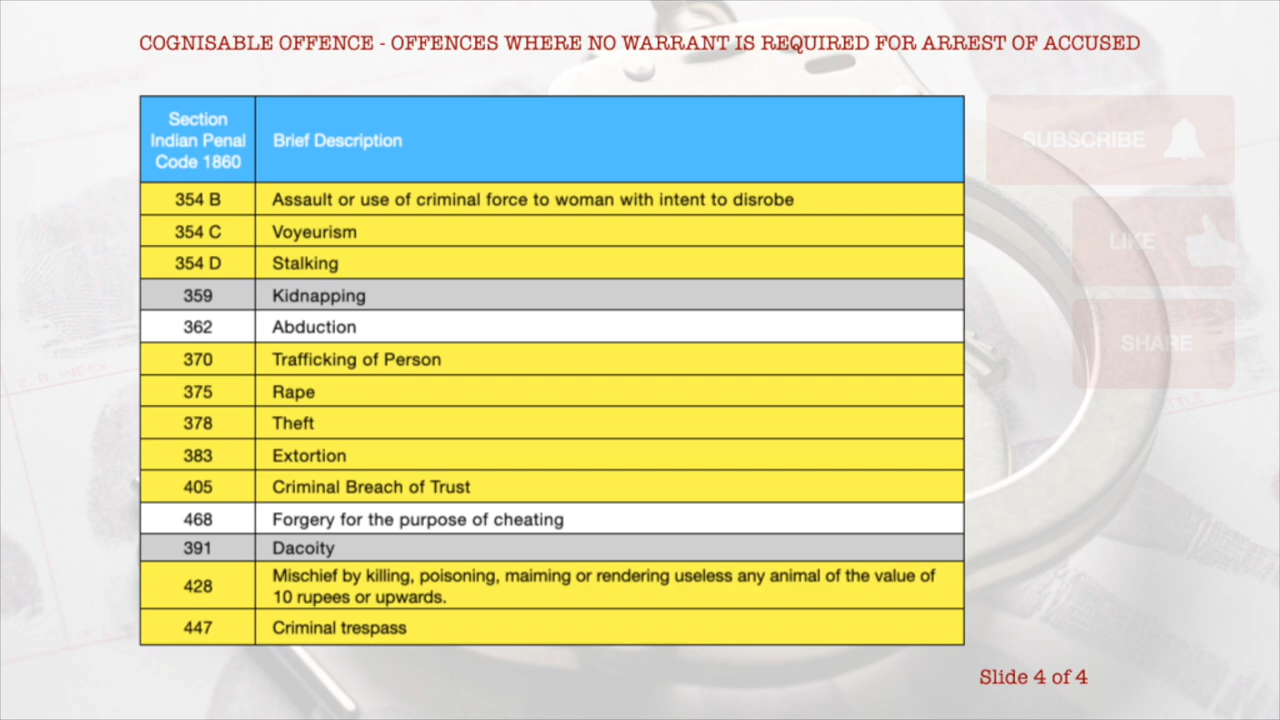 COGNISABLE OFFENCE - OFFENCES WHERE NO WARRANT IS REQUIRED FOR ARREST OF ACCUSED
Section
Indian Penal
Code 1860
Brief Description
354 B Assault or use of criminal force to woman with intent to disrobe
354 C Voyeurism
354 D Stalking
359 Kidnapping
362 Abduction
370 Trafficking of Person
375 Rape
378 Theft
383 Extortion
405 Criminal Breach of Trust
468 Forgery for the purpose of cheating
391 Dacoity
428 Mischief by killing, poisoning, maiming or rendering useless any animal of the value of
10 rupees or upwards.
447 Criminal trespass
SUBSCRIBE
LIKE
SHARE
Slide 4 of 4